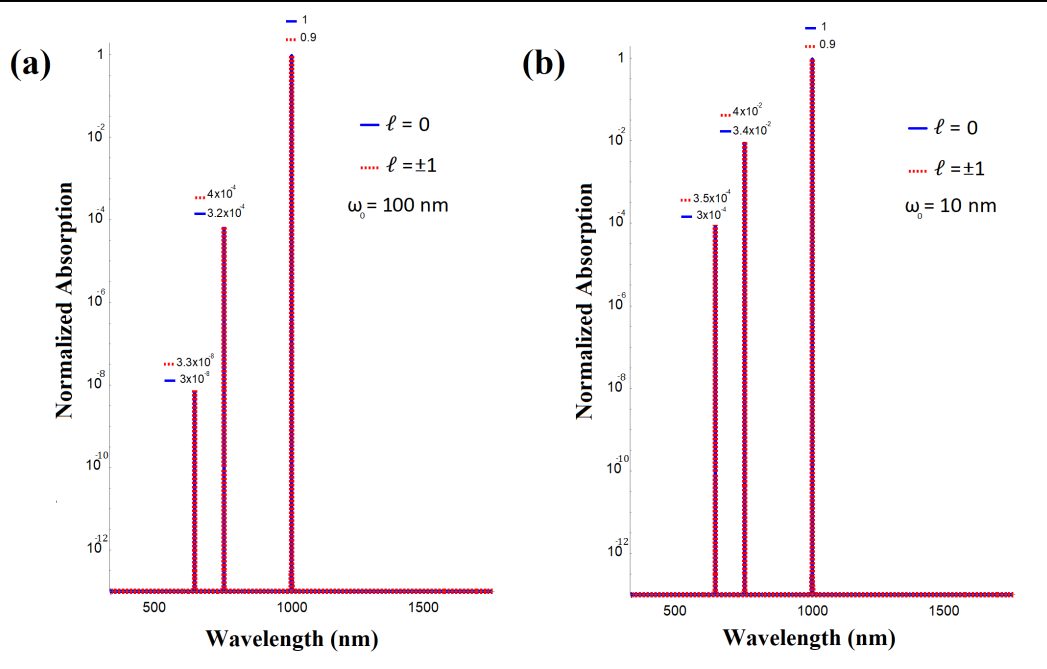 (a)
1
0.9
1
10^-2
10^-4
10^-6
10^-8
10^-10
10^-12
Normalized Absorption
4x10^-4
3.2x10^-4
3.3x10^-8
3x10^-8
ℓ = 0
ℓ =±1
ω₀= 100 nm
500
1000
1500
Wavelength (nm)
(b)
1
0.9
1
10^-2
10^-4
10^-6
10^-8
10^-10
10^-12
Normalized Absorption
4x10^-2
3.4x10^-2
3.5x10^-4
3x10^-4
ℓ = 0
ℓ =±1
ω₀= 10 nm
500
1000
1500
Wavelength (nm)